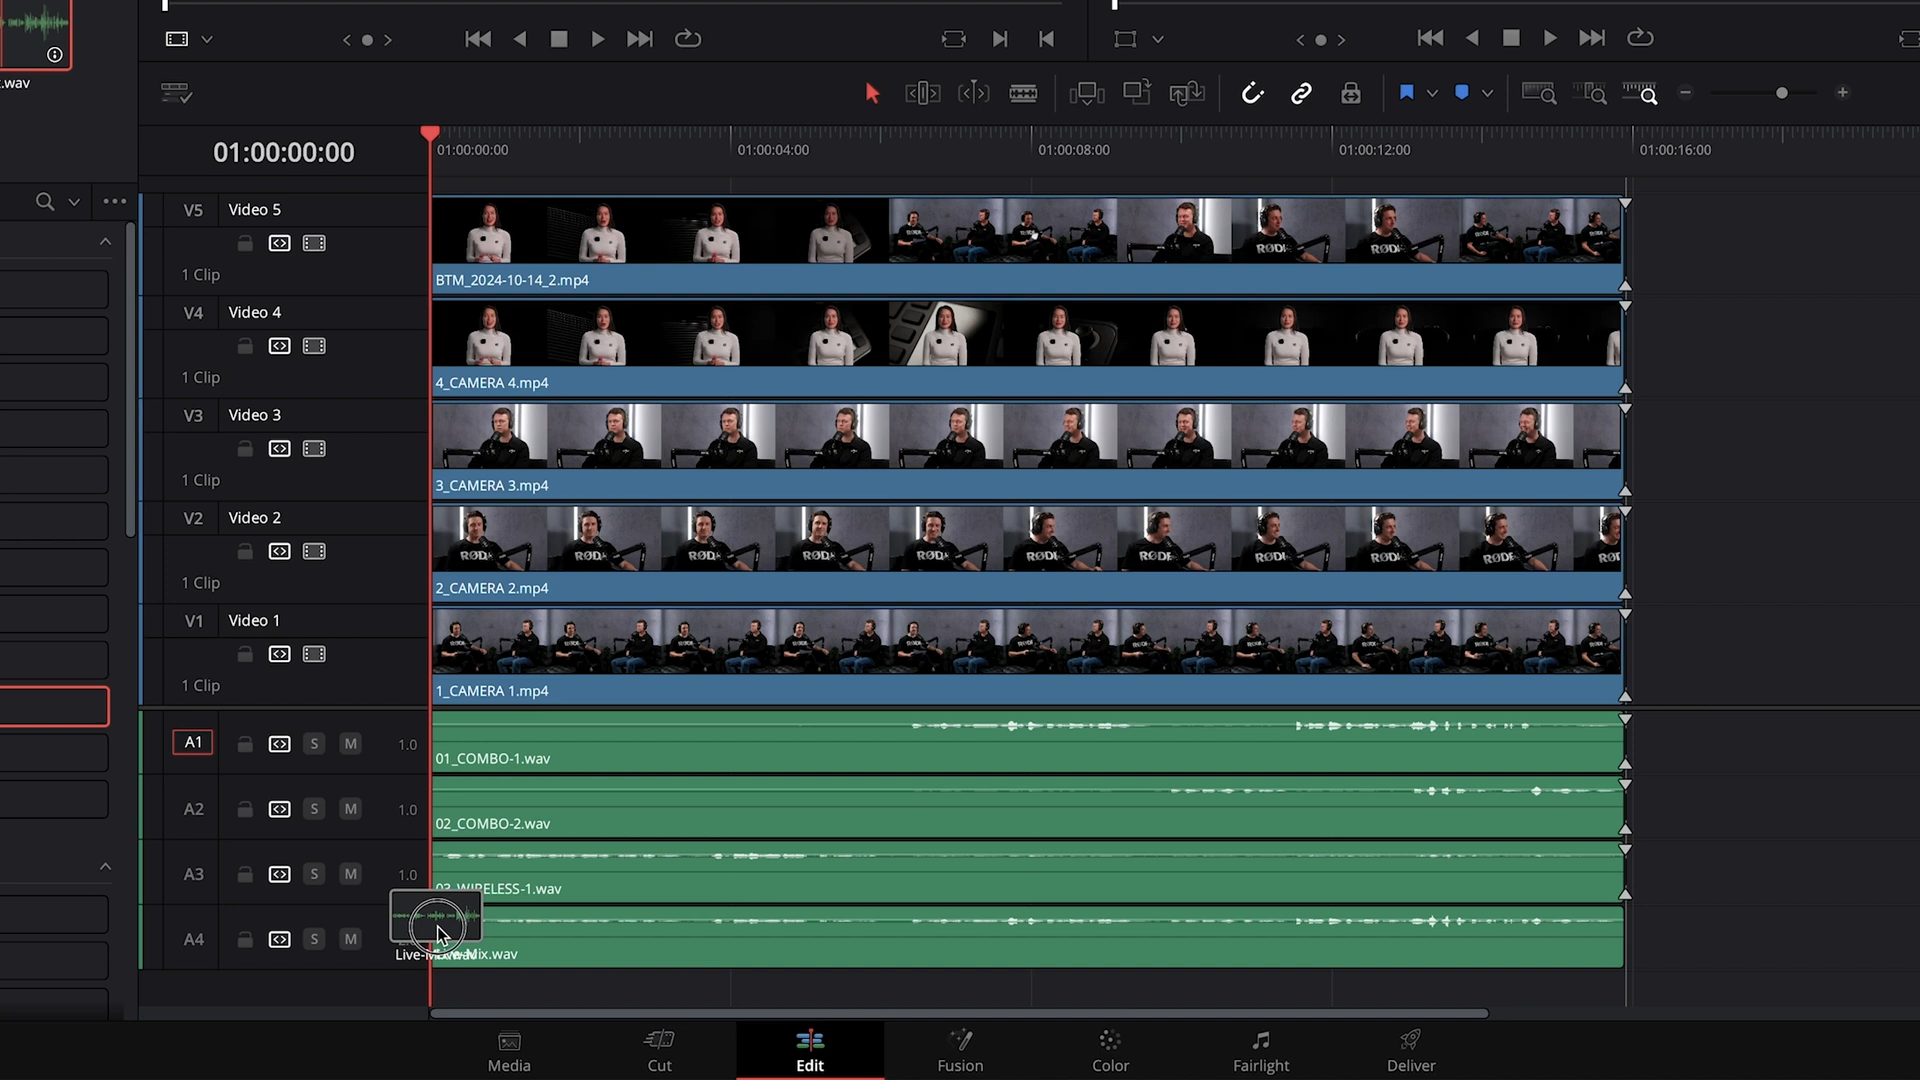 .wav
01:00:00:00
01:00:00:00
01:00:04:00
01:00:08:00
01:00:12:00
01:00:16:00
V5 Video 5
1 Clip
BTM_2024-10-14_2.mp4
V4 Video 4
1 Clip
4_CAMERA 4.mp4
V3 Video 3
1 Clip
3_CAMERA 3.mp4
V2 Video 2
1 Clip
2_CAMERA 2.mp4
V1 Video 1
1 Clip
1_CAMERA 1.mp4
A1 S M 1.0
01_COMBO-1.wav
A2 S M 1.0
02_COMBO-2.wav
A3 S M 1.0
03_WIRELESS-1.wav
A4 S M
Mix.wav
Media
Cut
Edit
Fusion
Color
Fairlight
Deliver